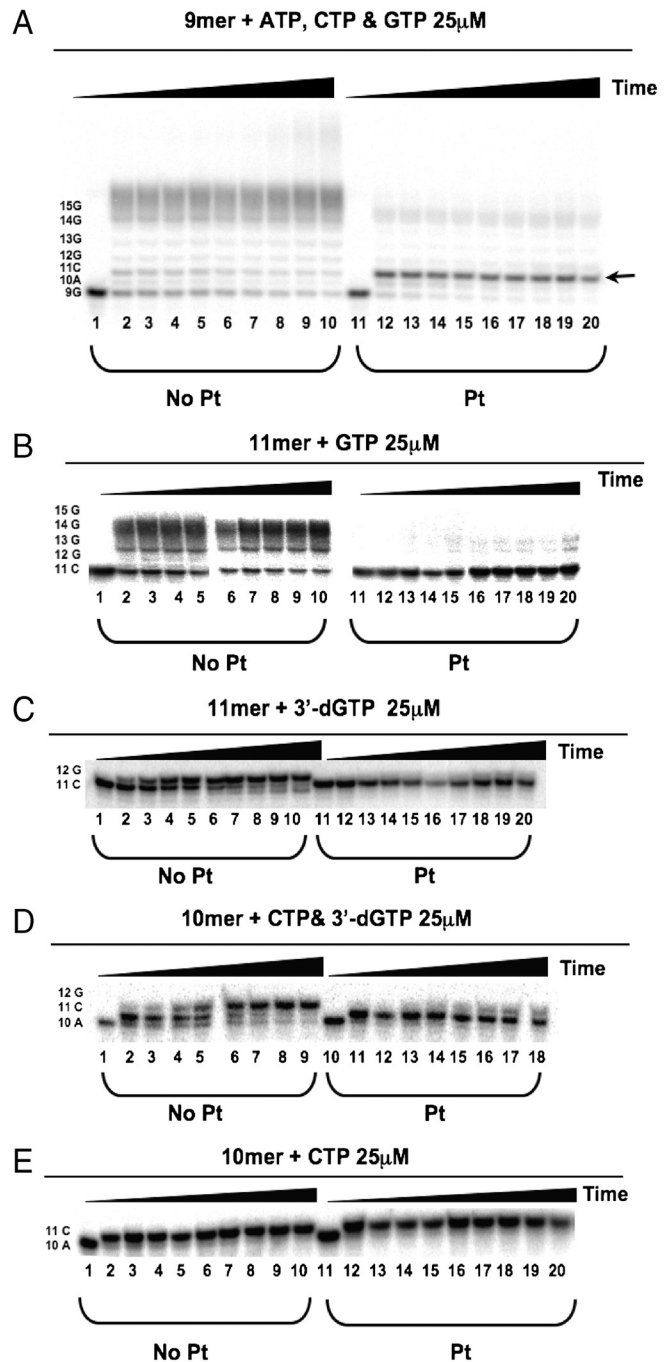 A
9mer + ATP, CTP & GTP 25μM
Time
15G
14G
13G
12G
11C
10A
9G
1 2 3 4 5 6 7 8 9 10 11 12 13 14 15 16 17 18 19 20
No Pt Pt
B
11mer + GTP 25μM
Time
15 G
14 G
13 G
12 G
11 C
1 2 3 4 5 6 7 8 9 10 11 12 13 14 15 16 17 18 19 20
No Pt Pt
C
11mer + 3'-dGTP 25μM
Time
12 G
11 C
1 2 3 4 5 6 7 8 9 10 11 12 13 14 15 16 17 18 19 20
No Pt Pt
D
10mer + CTP& 3'-dGTP 25μM
Time
12 G
11 C
10 A
1 2 3 4 5 6 7 8 9 10 11 12 13 14 15 16 17 18
No Pt Pt
E
10mer + CTP 25μM
Time
11 C
10 A
1 2 3 4 5 6 7 8 9 10 11 12 13 14 15 16 17 18 19 20
No Pt Pt